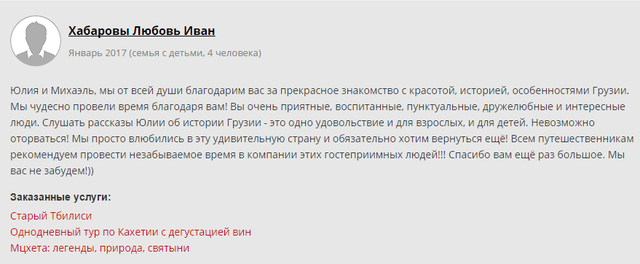 Хабаровы Любовь Иван
Январь 2017 (семья с детьми, 4 человека)
Юлия и Михаэль, мы от всей души благодарим вас за прекрасное знакомство с красотой, историей, особенностями Грузии.
Мы чудесно провели время благодаря вам! Вы очень приятные, воспитанные, пунктуальные, дружелюбные и интересные
люди. Слушать рассказы Юлии об истории Грузии - это одно удовольствие и для взрослых, и для детей. Невозможно
оторваться! Мы просто влюбились в эту удивительную страну и обязательно хотим вернуться ещё! Всем путешественникам
рекомендуем провести незабываемое время в компании этих гостеприимных людей!!! Спасибо вам ещё раз большое. Мы
вас не забудем!))
Заказанные услуги:
Старый Тбилиси
Однодневный тур по Кахетии с дегустацией вин
Мцхета: легенды, природа, святыни